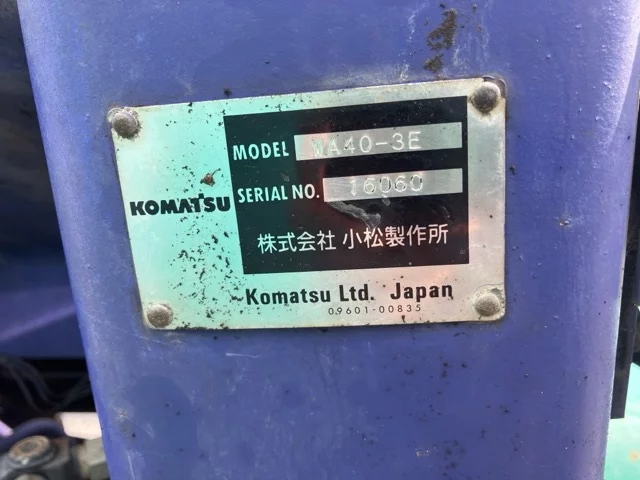 MODEL WA40-3E
SERIAL NO. 16060
KOMATSU
株式会社 小松製作所
Komatsu Ltd. Japan
09601-00835